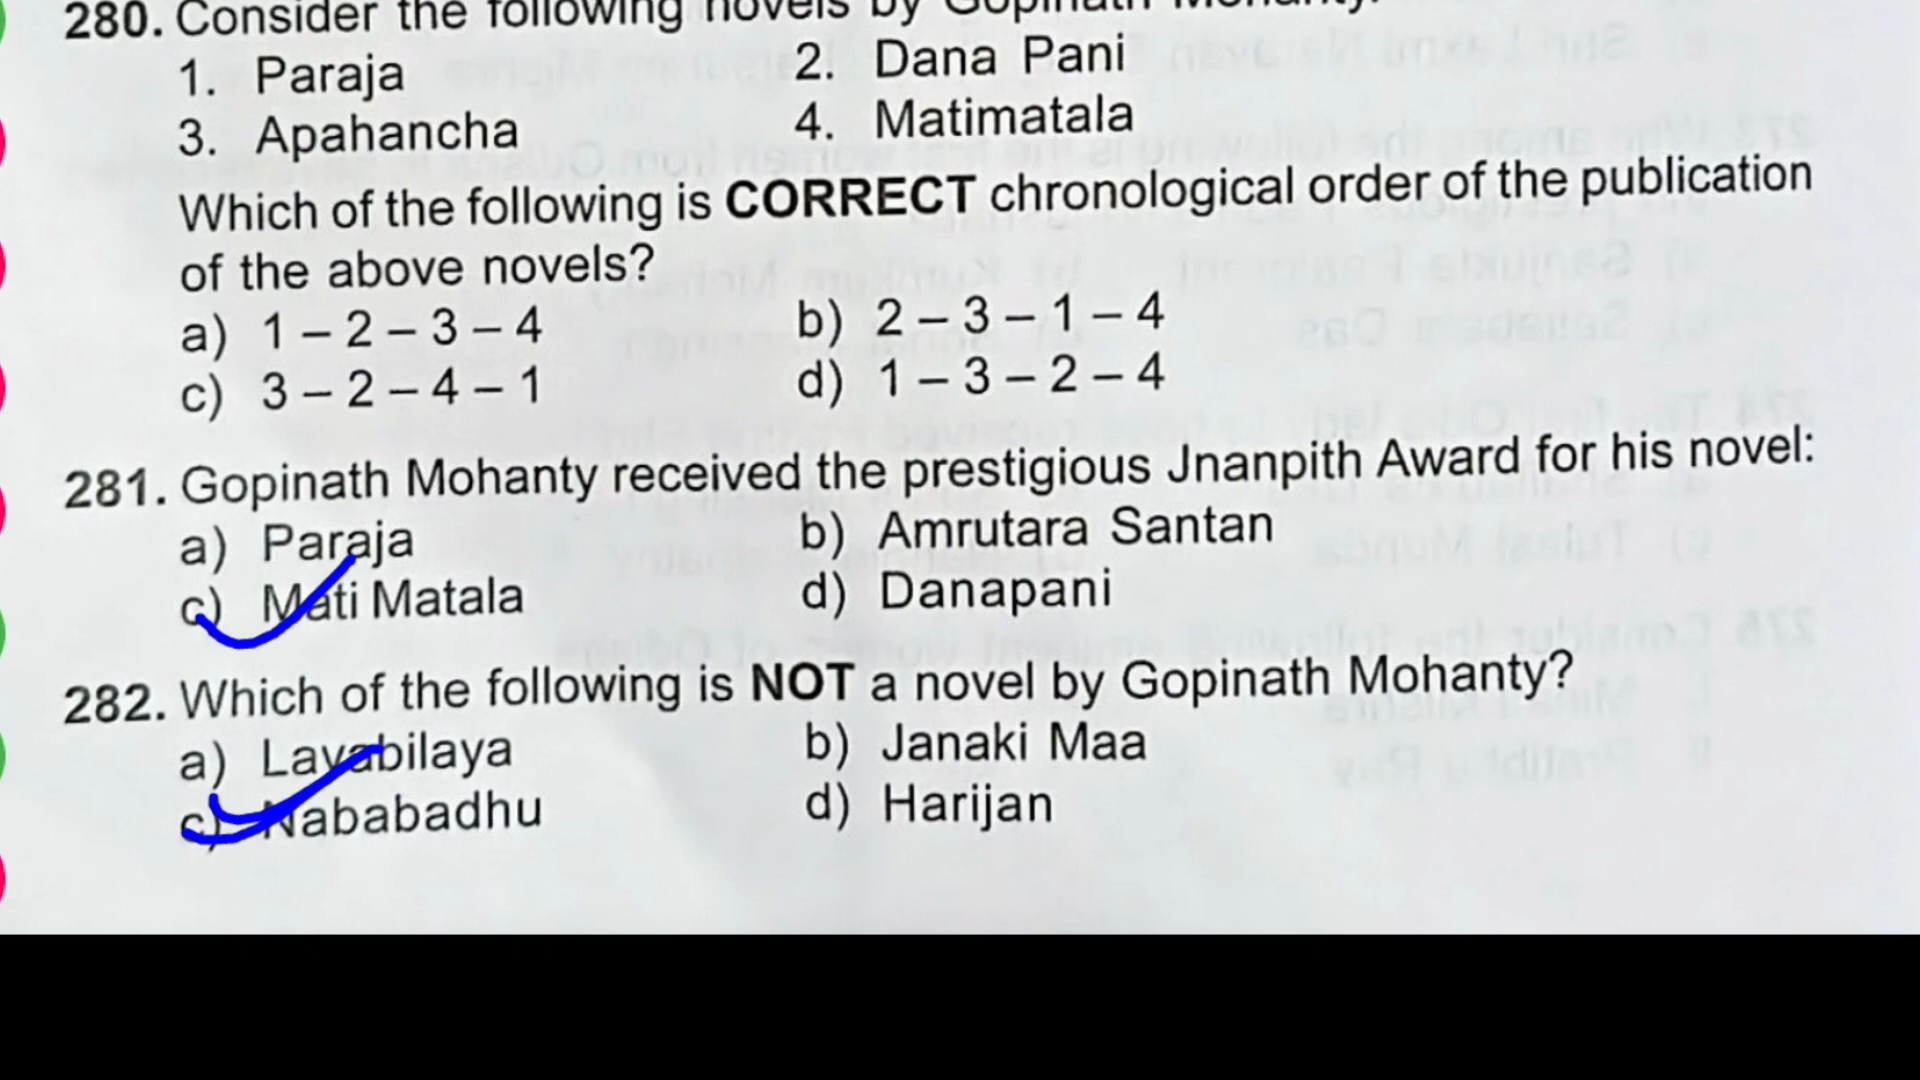 280. Consider the following novels by Gopinath Mohanty:
1. Paraja 2. Dana Pani
3. Apahancha 4. Matimatala
Which of the following is CORRECT chronological order of the publication
of the above novels?
a) 1 – 2 – 3 – 4 b) 2 – 3 – 1 – 4
c) 3 – 2 – 4 – 1 d) 1 – 3 – 2 – 4
281. Gopinath Mohanty received the prestigious Jnanpith Award for his novel:
a) Paraja b) Amrutara Santan
c) Mati Matala d) Danapani
282. Which of the following is NOT a novel by Gopinath Mohanty?
a) Layabilaya b) Janaki Maa
c) Nababadhu d) Harijan